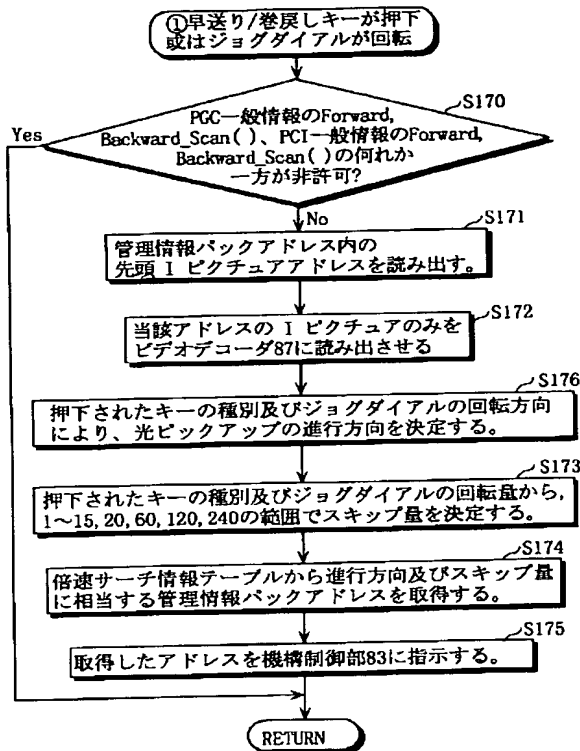 ①早送り/巻戻しキーが押下
或はジョグダイアルが回転
S170
PGC一般情報のForward,
Backward_Scan( )、PCI一般情報のForward,
Backward_Scan( )の何れか
一方が非許可?
Yes
No
S171
管理情報パックアドレス内の
先頭 I ピクチュアアドレスを読み出す。
S172
当該アドレスの I ピクチュアのみを
ビデオデコーダ87に読み出させる
S176
押下されたキーの種別及びジョグダイアルの回転方向
により、光ピックアップの進行方向を決定する。
S173
押下されたキーの種別及びジョグダイアルの回転量から,
1〜15,20,60,120,240の範囲でスキップ量を決定する。
S174
倍速サーチ情報テーブルから進行方向及びスキップ量
に相当する管理情報パックアドレスを取得する。
S175
取得したアドレスを機構制御部83に指示する。
RETURN